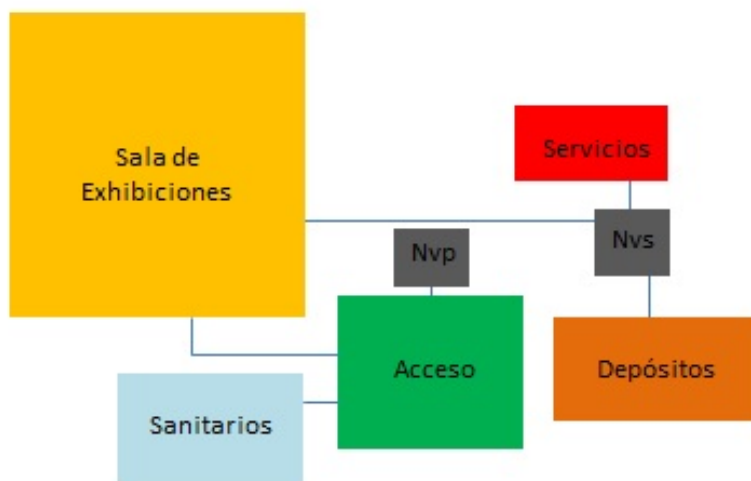 Sala de
Exhibiciones
Servicios
Nvp
Nvs
Acceso
Depósitos
Sanitarios